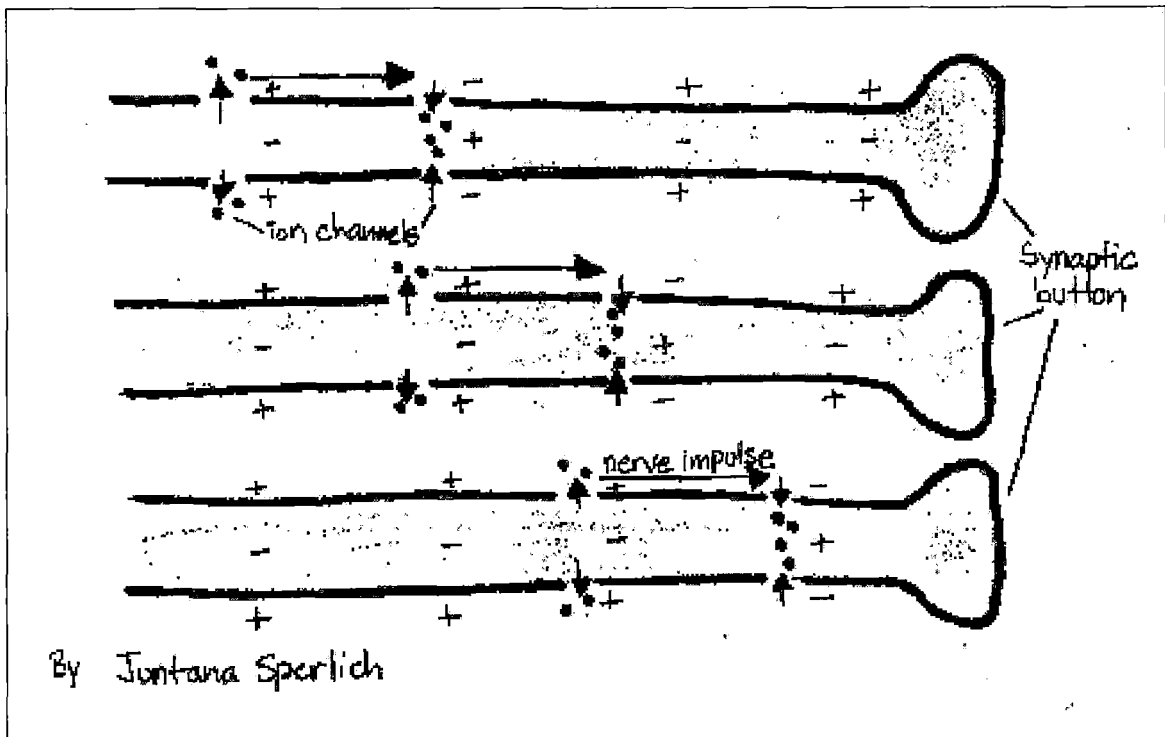 ion channels
Synaptic
button
nerve impulse
By Juntana Sperlich